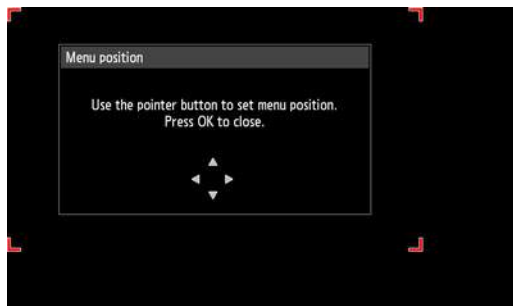 Menu position
Use the pointer button to set menu position.
Press OK to close.